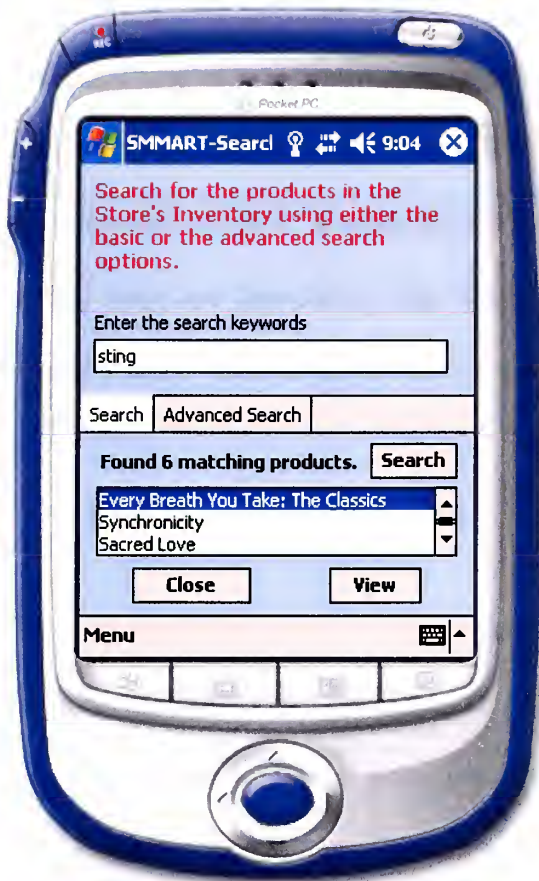 REC
Pocket PC
SMMART-Searcl 9:04
Search for the products in the
Store's Inventory using either the
basic or the advanced search
options.
Enter the search keywords
sting
Search Advanced Search
Found 6 matching products. Search
Every Breath You Take: The Classics
Synchronicity
Sacred Love
Close View
Menu